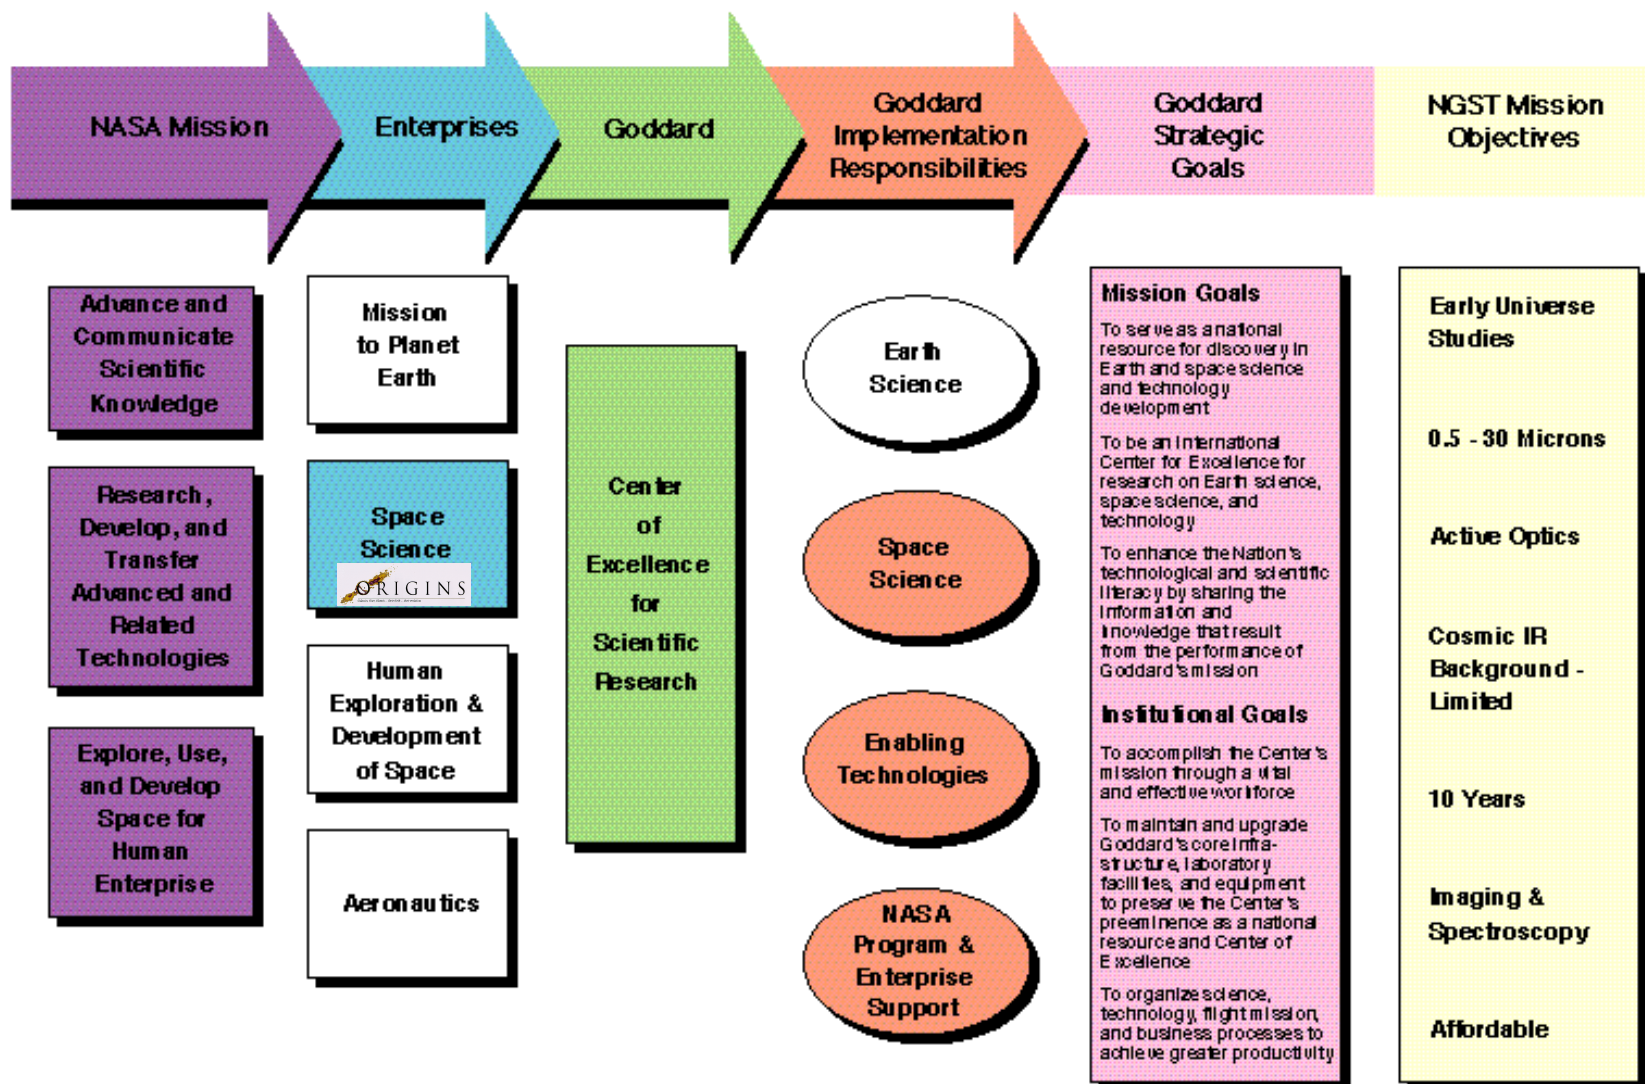 NASA Mission
Enterprises
Goddard
Goddard
Implementation
Responsibilities
Goddard
Strategic
Goals
NGST Mission
Objectives
Advance and
Communicate
Scientific
Knowledge
Research,
Develop, and
Transfer
Advanced and
Related
Technologies
Explore, Use,
and Develop
Space for
Human
Enterprise
Mission
to Planet
Earth
Space
Science
ORIGINS
Human
Exploration &
Development
of Space
Aeronautics
Center
of
Excellence
for
Scientific
Research
Earth
Science
Space
Science
Enabling
Technologies
NASA
Program &
Enterprise
Support
Mission Goals
To serve as a national
resource for discovery in
Earth and space science
and technology
development
To be an International
Center for Excellence for
research on Earth science,
space science, and
technology
To enhance the Nation's
technological and scientific
literacy by sharing the
information and
knowledge that result
from the performance of
Goddard's mission
Institutional Goals
To accomplish the Center's
mission through a vital
and effective workforce
To maintain and upgrade
Goddard's core infra-
structure, laboratory
facilities, and equipment
to preserve the Center's
preeminence as a national
resource and Center of
Excellence
To organize science,
technology, flight mission,
and business processes to
achieve greater productivity
Early Universe
Studies
0.5 - 30 Microns
Active Optics
Cosmic IR
Background -
Limited
10 Years
Imaging &
Spectroscopy
Affordable